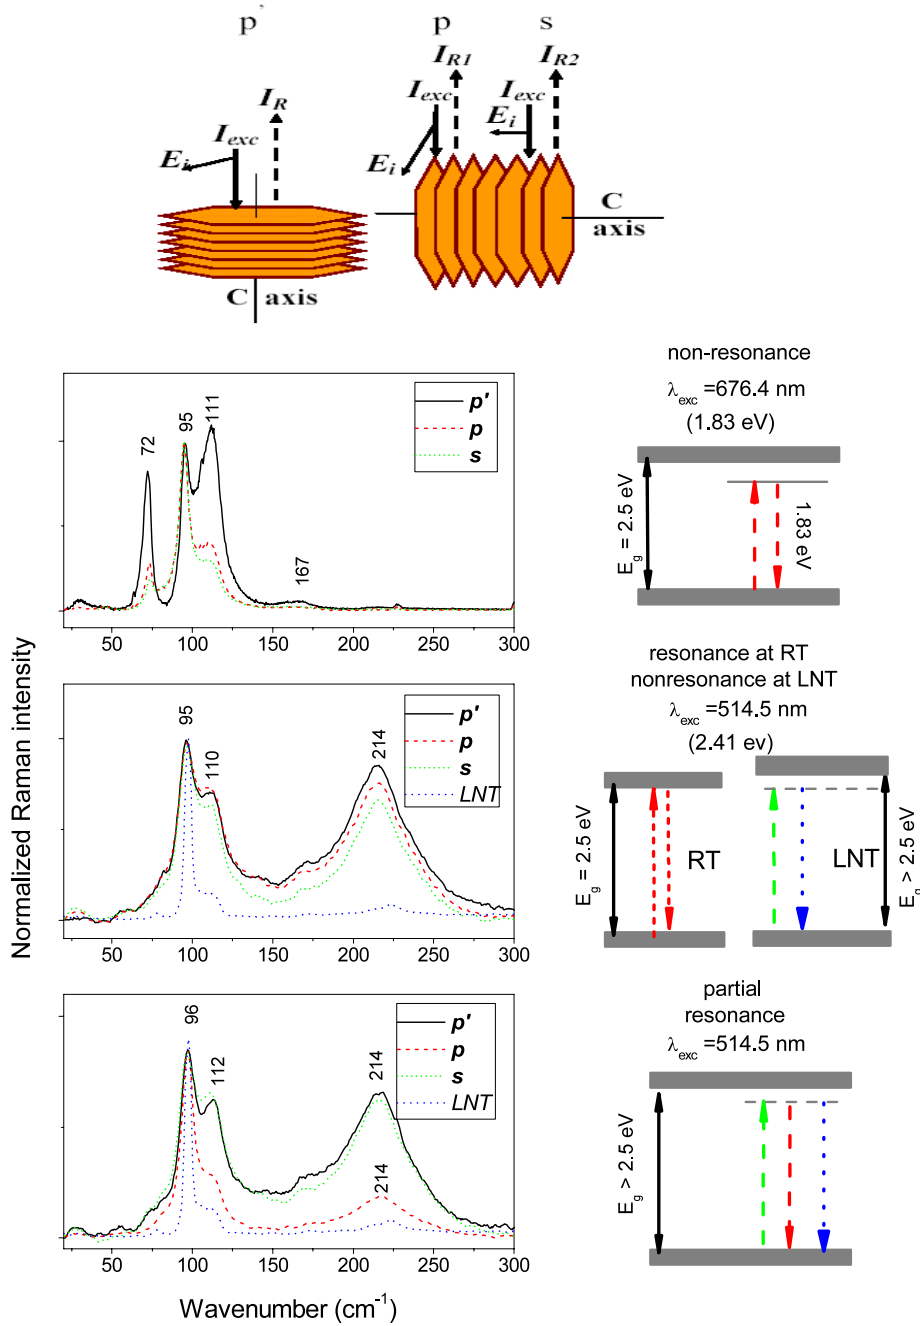 p’ p s
I_R1 I_R2
I_exc I_exc
I_R
I_exc
E_i
E_i
E_i
C
axis
C axis
Normalized Raman intensity
Wavenumber (cm⁻¹)
72
95
111
167
p'
p
s
50 100 150 200 250 300
non-resonance
λ_exc =676.4 nm
(1.83 eV)
E_g = 2.5 eV
1.83 eV
95
110
214
p'
p
s
LNT
50 100 150 200 250 300
resonance at RT
nonresonance at LNT
λ_exc =514.5 nm
(2.41 ev)
E_g = 2.5 eV
RT
LNT
E_g > 2.5 eV
96
112
214
214
p'
p
s
LNT
50 100 150 200 250 300
partial
resonance
λ_exc =514.5 nm
E_g > 2.5 eV